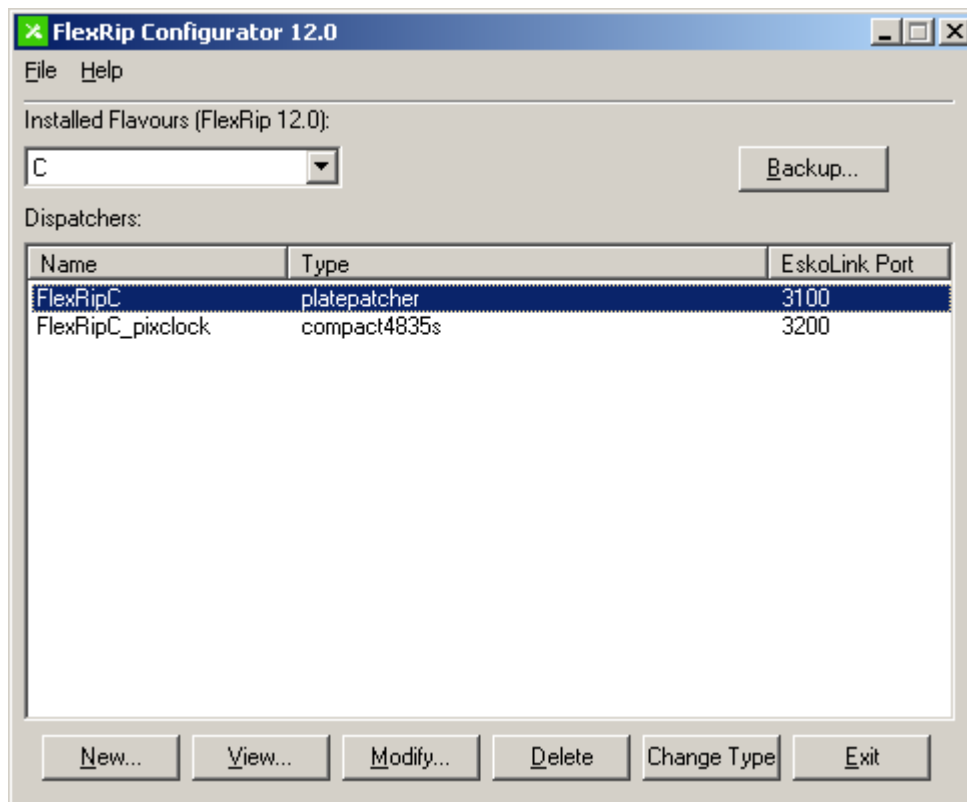 FlexRip Configurator 12.0
File Help
Installed Flavours (FlexRip 12.0):
C
Backup...
Dispatchers:
Name Type EskoLink Port
FlexRipC platepatcher 3100
FlexRipC_pixclock compact4835s 3200
New... View... Modify... Delete Change Type Exit